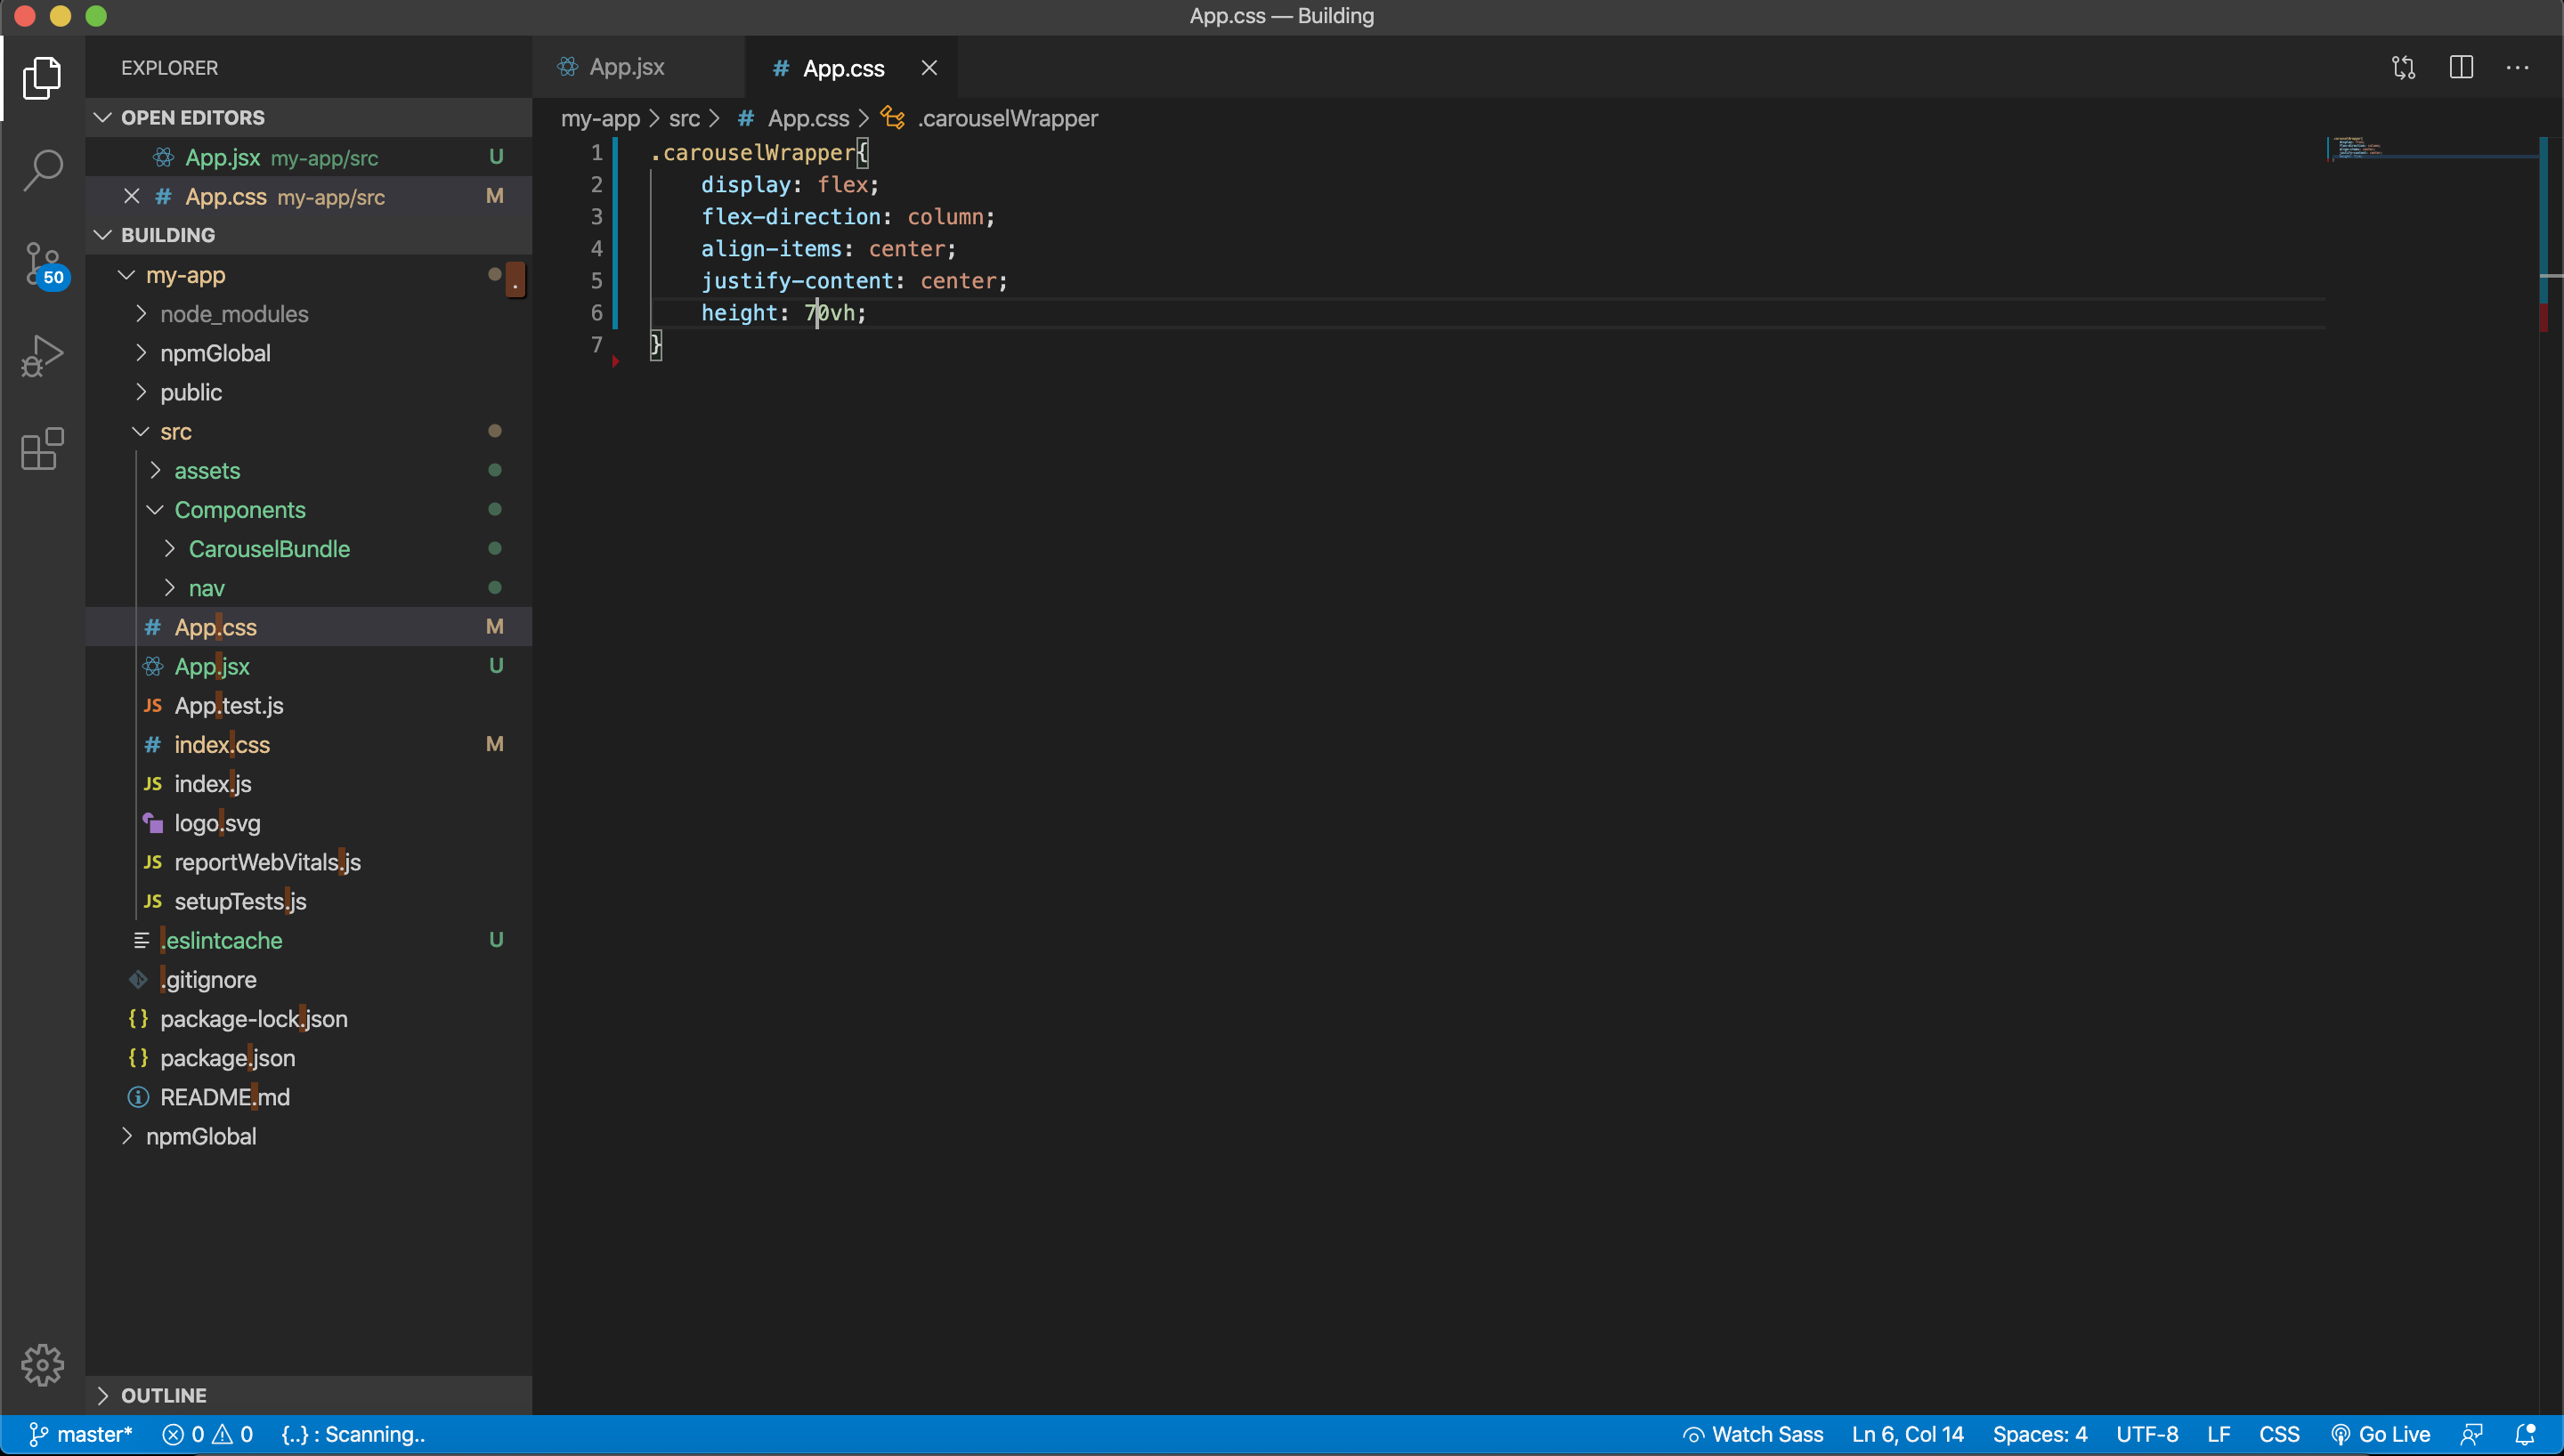 App.css — Building
EXPLORER
OPEN EDITORS
App.jsx my-app/src U
App.css my-app/src M
BUILDING
my-app
.
node_modules
npmGlobal
public
src
assets
Components
CarouselBundle
nav
App.css M
App.jsx U
JS App.test.js
index.css M
JS index.js
logo.svg
JS reportWebVitals.js
JS setupTests.js
.eslintcache U
.gitignore
{} package-lock.json
{} package.json
README.md
npmGlobal
OUTLINE
50
App.jsx
# App.css
my-app > src > # App.css > .carouselWrapper
1 .carouselWrapper{
2 display: flex;
3 flex-direction: column;
4 align-items: center;
5 justify-content: center;
6 height: 70vh;
7 }
master* 0 0 {..} : Scanning..
Watch Sass Ln 6, Col 14 Spaces: 4 UTF-8 LF CSS Go Live